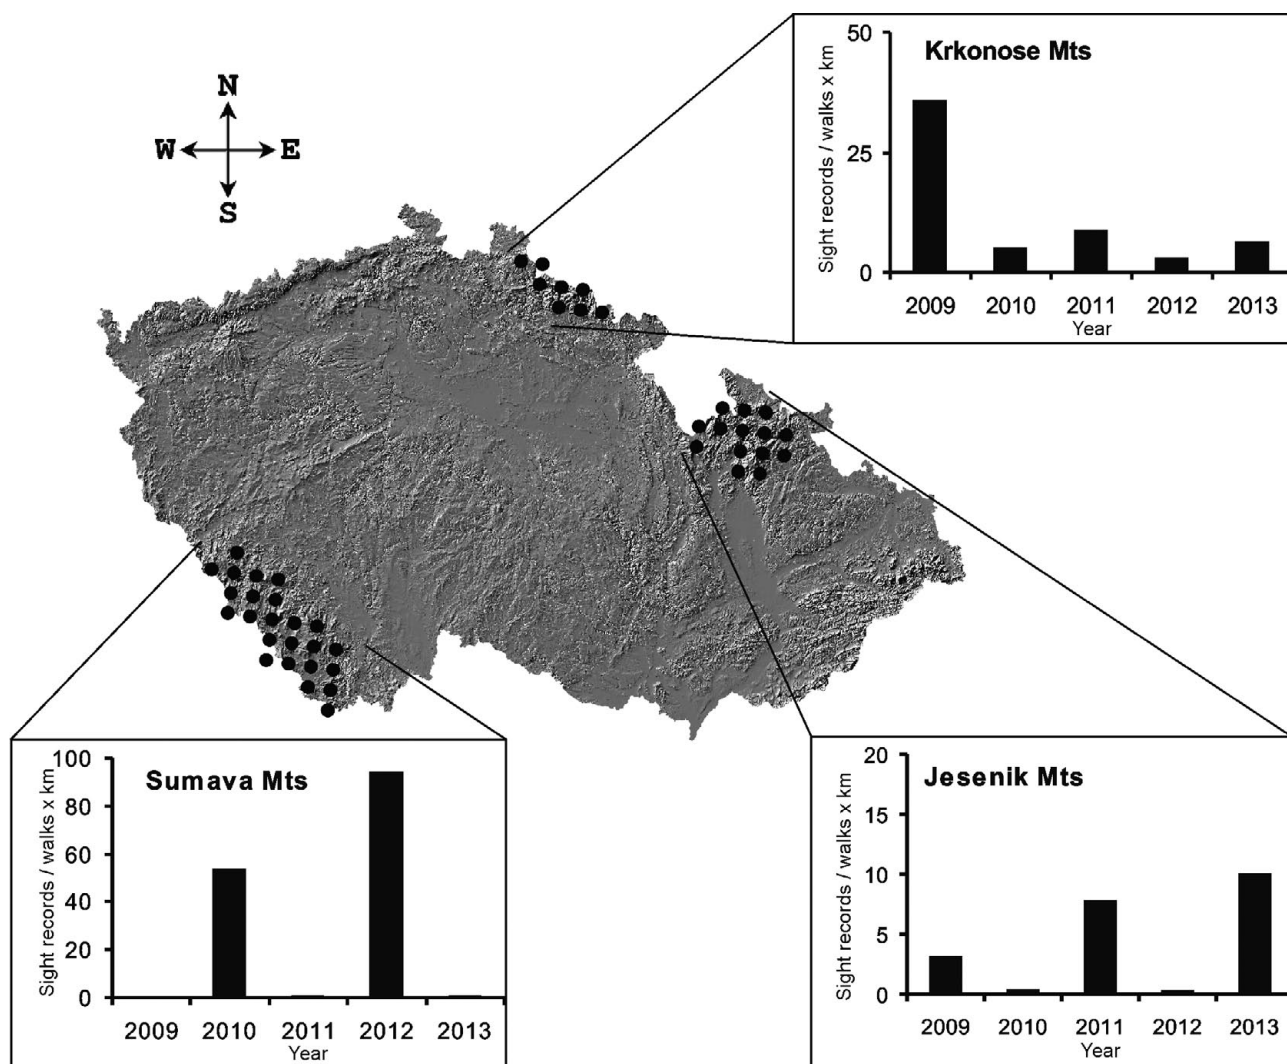 N
W E
S
Krkonose Mts
Sight records / walks x km
50
25
0
2009 2010 2011 2012 2013
Year
Sumava Mts
Sight records / walks x km
100
80
60
40
20
0
2009 2010 2011 2012 2013
Year
Jesenik Mts
Sight records / walks x km
20
15
10
5
0
2009 2010 2011 2012 2013
Year